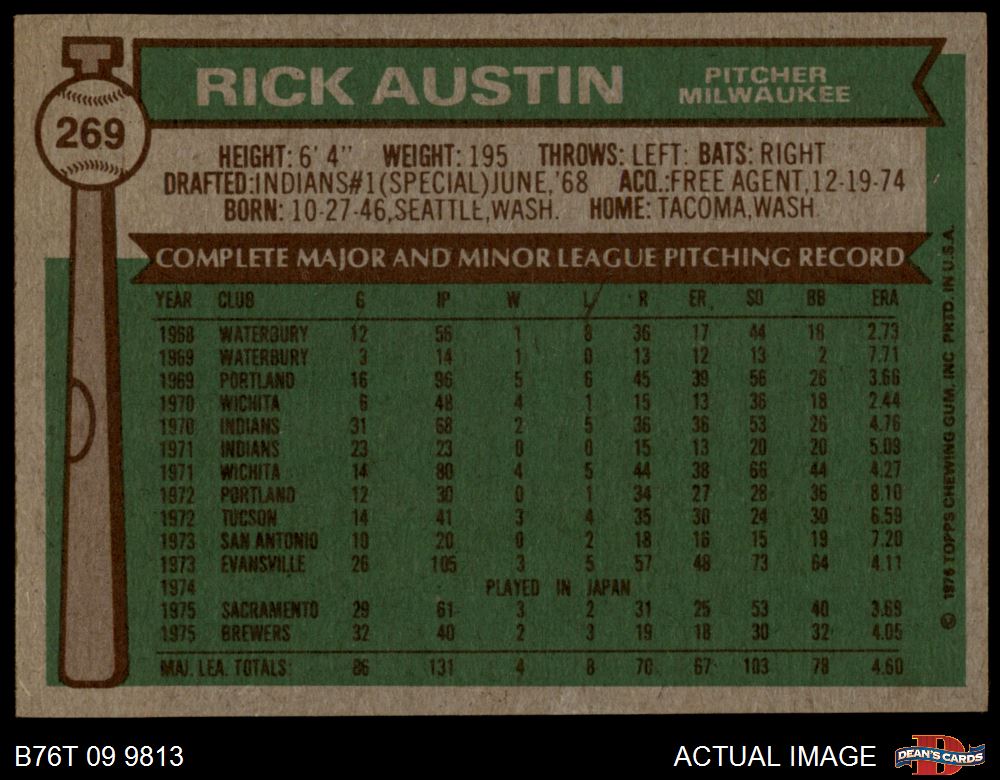 269
RICK AUSTIN
PITCHER
MILWAUKEE
HEIGHT: 6' 4" WEIGHT: 195 THROWS: LEFT: BATS: RIGHT
DRAFTED:INDIANS#1(SPECIAL)JUNE,'68 ACQ.:FREE AGENT,12-19-74
BORN: 10-27-46,SEATTLE,WASH. HOME: TACOMA,WASH
COMPLETE MAJOR AND MINOR LEAGUE PITCHING RECORD
YEAR CLUB G IP W L R ER SO BB ERA
1968 WATERBURY 12 56 1 8 36 17 44 18 2.73
1969 WATERBURY 3 14 1 0 13 12 13 2 7.71
1969 PORTLAND 16 96 5 6 45 39 56 26 3.66
1970 WICHITA 6 48 4 1 15 13 36 18 2.44
1970 INDIANS 31 68 2 5 36 36 53 26 4.76
1971 INDIANS 23 23 0 0 15 13 20 20 5.09
1971 WICHITA 14 80 4 5 44 38 66 44 4.27
1972 PORTLAND 12 30 0 1 34 27 28 36 8.10
1972 TUCSON 14 41 3 4 35 30 24 30 6.59
1973 SAN ANTONIO 10 20 0 2 18 16 15 19 7.20
1973 EVANSVILLE 26 105 3 5 57 48 73 64 4.11
1974 PLAYED IN JAPAN
1975 SACRAMENTO 29 61 3 2 31 25 53 40 3.69
1975 BREWERS 32 40 2 3 19 18 30 32 4.05
MAJ. LEA. TOTALS: 86 131 4 8 70 67 103 78 4.60
© 1976 TOPPS CHEWING GUM, INC PRTD. IN U.S.A.
B76T 09 9813
ACTUAL IMAGE
D
DEAN'S CARDS